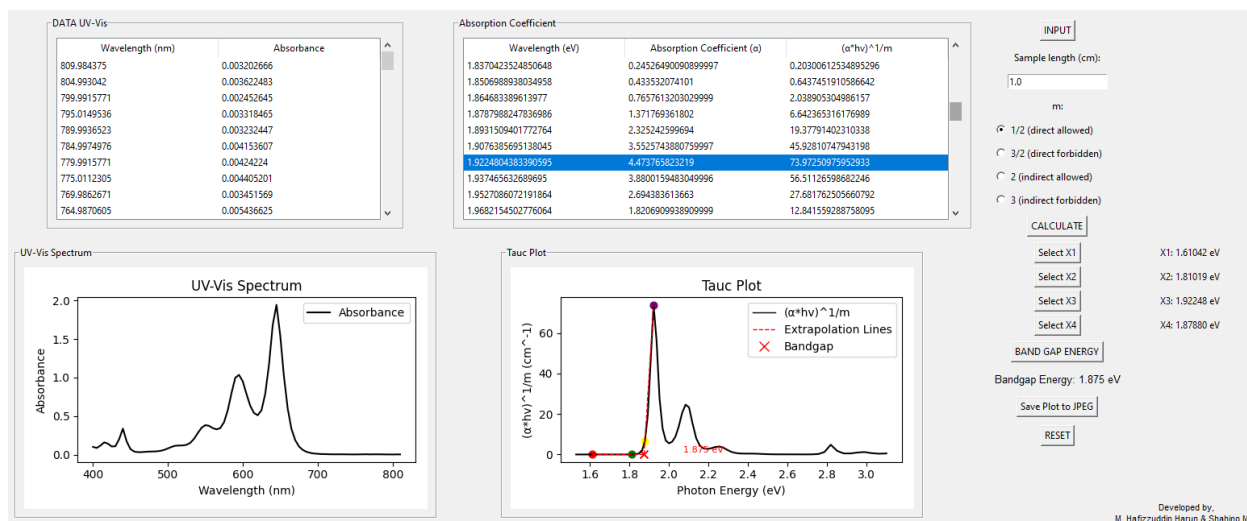 DATA UV-Vis
Wavelength (nm) Absorbance
809.984375 0.003202666
804.993042 0.003622483
799.9915771 0.002452645
795.0149536 0.003318465
789.9936523 0.003232447
784.9974976 0.004153607
779.9915771 0.00424224
775.0112305 0.004405201
769.9862671 0.003451569
764.9870605 0.005436625
Absorption Coefficient
Wavelength (eV) Absorption Coefficient (α) (α*hv)^1/m
1.8370423524850648 0.24526490090899997 0.20300612534895296
1.8506988938034958 0.433532074101 0.6437451910586642
1.864683389613977 0.7657613203029999 2.038905304986157
1.8787988247836986 1.371769361802 6.642365316176989
1.8931509401772764 2.325242599694 19.37791402310338
1.9076385695138045 3.5525743880759997 45.92810747943198
1.9224804383390595 4.473765823219 73.97250975952933
1.937465632689695 3.8800159483049996 56.51126598682246
1.9527086072191864 2.694383613663 27.681762505660792
1.9682154502776064 1.8206909938909999 12.841559288758095
INPUT
Sample length (cm):
1.0
m:
1/2 (direct allowed)
3/2 (direct forbidden)
2 (indirect allowed)
3 (indirect forbidden)
CALCULATE
Select X1 X1: 1.61042 eV
Select X2 X2: 1.81019 eV
Select X3 X3: 1.92248 eV
Select X4 X4: 1.87880 eV
BAND GAP ENERGY
Bandgap Energy: 1.875 eV
Save Plot to JPEG
RESET
UV-Vis Spectrum
UV-Vis Spectrum
Absorbance
2.0
1.5
1.0
0.5
0.0
Absorbance
400 500 600 700 800
Wavelength (nm)
Tauc Plot
Tauc Plot
(α*hv)^1/m
Extrapolation Lines
Bandgap
60
40
20
0
(α*hv)^1/m (cm^-1)
1.875 eV
1.6 1.8 2.0 2.2 2.4 2.6 2.8 3.0
Photon Energy (eV)
Developed by,
M. Hafizzuddin Harun & Shahino M